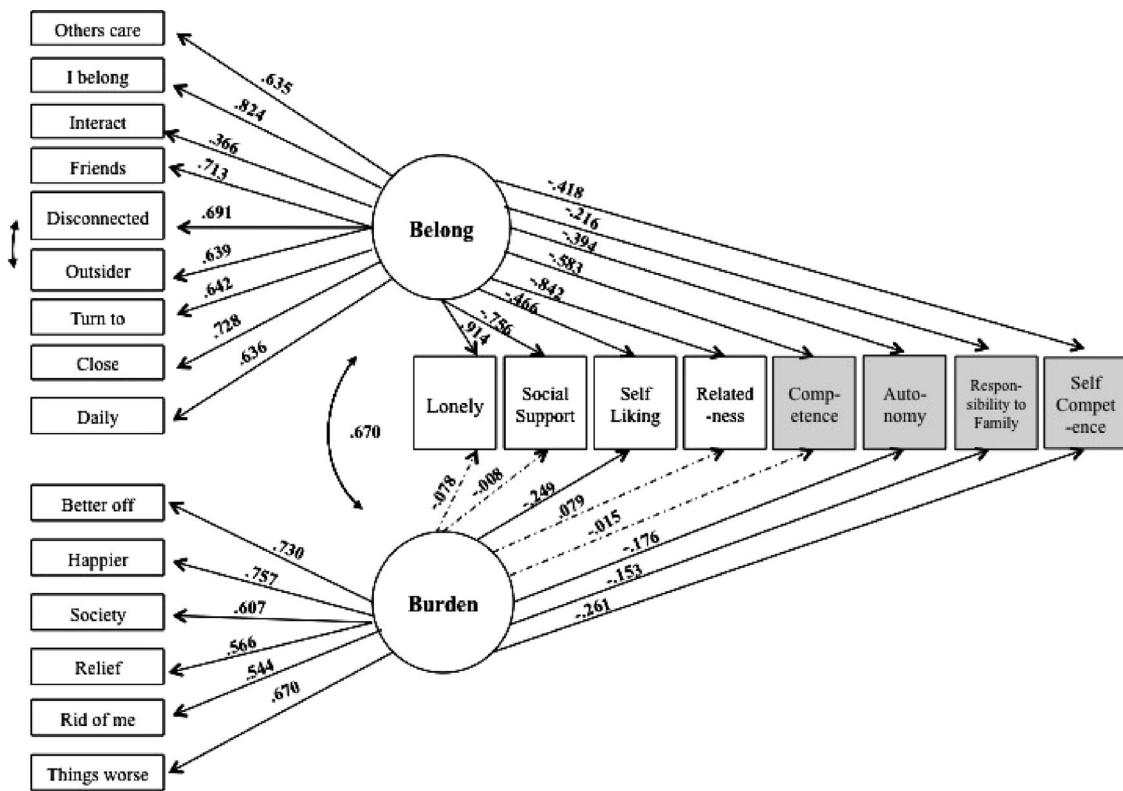 Others care
I belong
Interact
Friends
Disconnected
Outsider
Turn to
Close
Daily
.635
.824
.366
.713
.691
.639
.642
.728
.636
Belong
-.418
-.216
-.394
-.583
-.842
-.466
-.756
.914
.670
Lonely
Social
Support
Self
Liking
Related
-ness
Comp-
etence
Auto-
nomy
Respon-
sibility to
Family
Self
Compet
-ence
-.078
-.008
-.249
.079
-.015
-.176
-.153
-.261
Burden
Better off
Happier
Society
Relief
Rid of me
Things worse
.730
.757
.607
.566
.544
.670